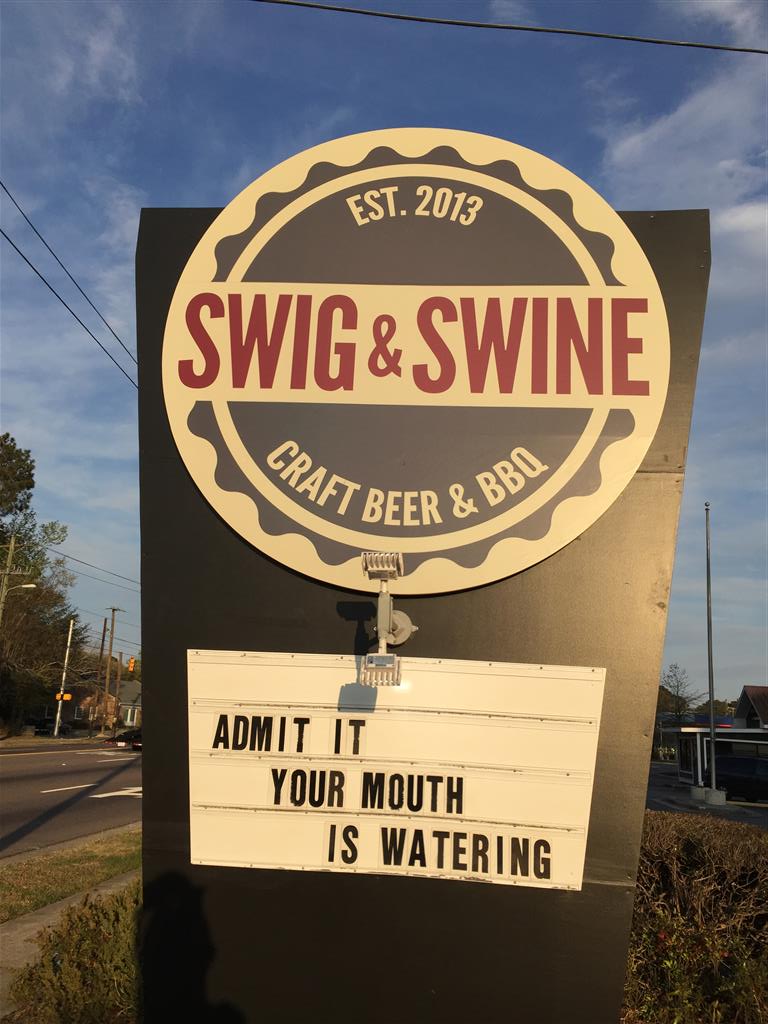 EST. 2013
SWIG & SWINE
CRAFT BEER & BBQ
ADMIT IT
YOUR MOUTH
IS WATERING